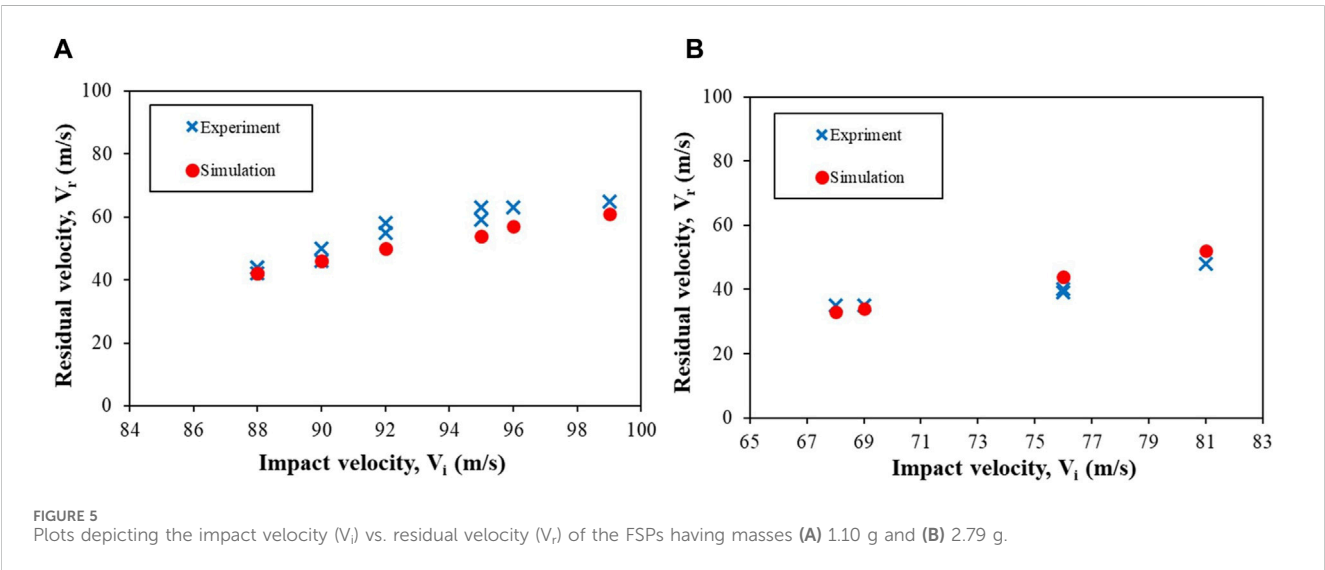 A
100
80
60
40
20
0
Experiment
Simulation
Residual velocity, Vr (m/s)
84 86 88 90 92 94 96 98 100
Impact velocity, Vi (m/s)
B
100
80
60
40
20
0
Expriment
Simulation
Residual velocity, Vr (m/s)
65 67 69 71 73 75 77 79 81 83
Impact velocity, Vi (m/s)
FIGURE 5
Plots depicting the impact velocity (Vi) vs. residual velocity (Vr) of the FSPs having masses (A) 1.10 g and (B) 2.79 g.